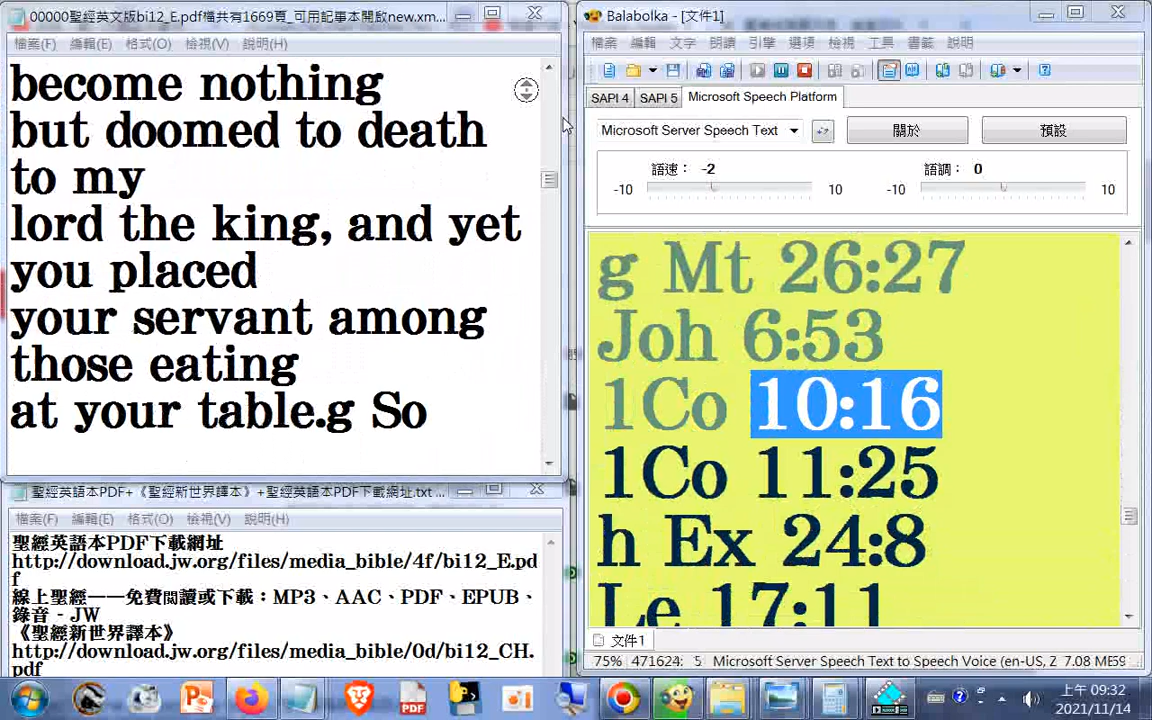 00000聖經英文版bi12_E.pdf檔共有1669頁_可用記事本開啟new.xm...
檔案(F) 編輯(E) 格式(O) 檢視(V) 說明(H)
become nothing
but doomed to death
to my
lord the king, and yet
you placed
your servant among
those eating
at your table.g So
聖經英語本PDF+《聖經新世界譯本》+聖經英語本PDF下載網址.txt ...
檔案(F) 編輯(E) 格式(O) 檢視(V) 說明(H)
聖經英語本PDF下載網址
http://download.jw.org/files/media_bible/4f/bi12_E.pd
f
線上聖經——免費閱讀或下載：MP3、AAC、PDF、EPUB、
錄音 - JW
《聖經新世界譯本》
http://download.jw.org/files/media_bible/0d/bi12_CH.
pdf
Balabolka - [文件1]
檔案 編輯 文字 朗讀 引擎 選項 檢視 工具 書籤 說明
SAPI 4 SAPI 5 Microsoft Speech Platform
Microsoft Server Speech Text 關於 預設
語速： -2 語調： 0
-10 10 -10 10
g Mt 26:27
Joh 6:53
1Co 10:16
1Co 11:25
h Ex 24:8
Le 17:11
文件1
75% 471624: 5 Microsoft Server Speech Text to Speech Voice (en-US, Z 7.08 ME59
PDF
上午 09:32
2021/11/14